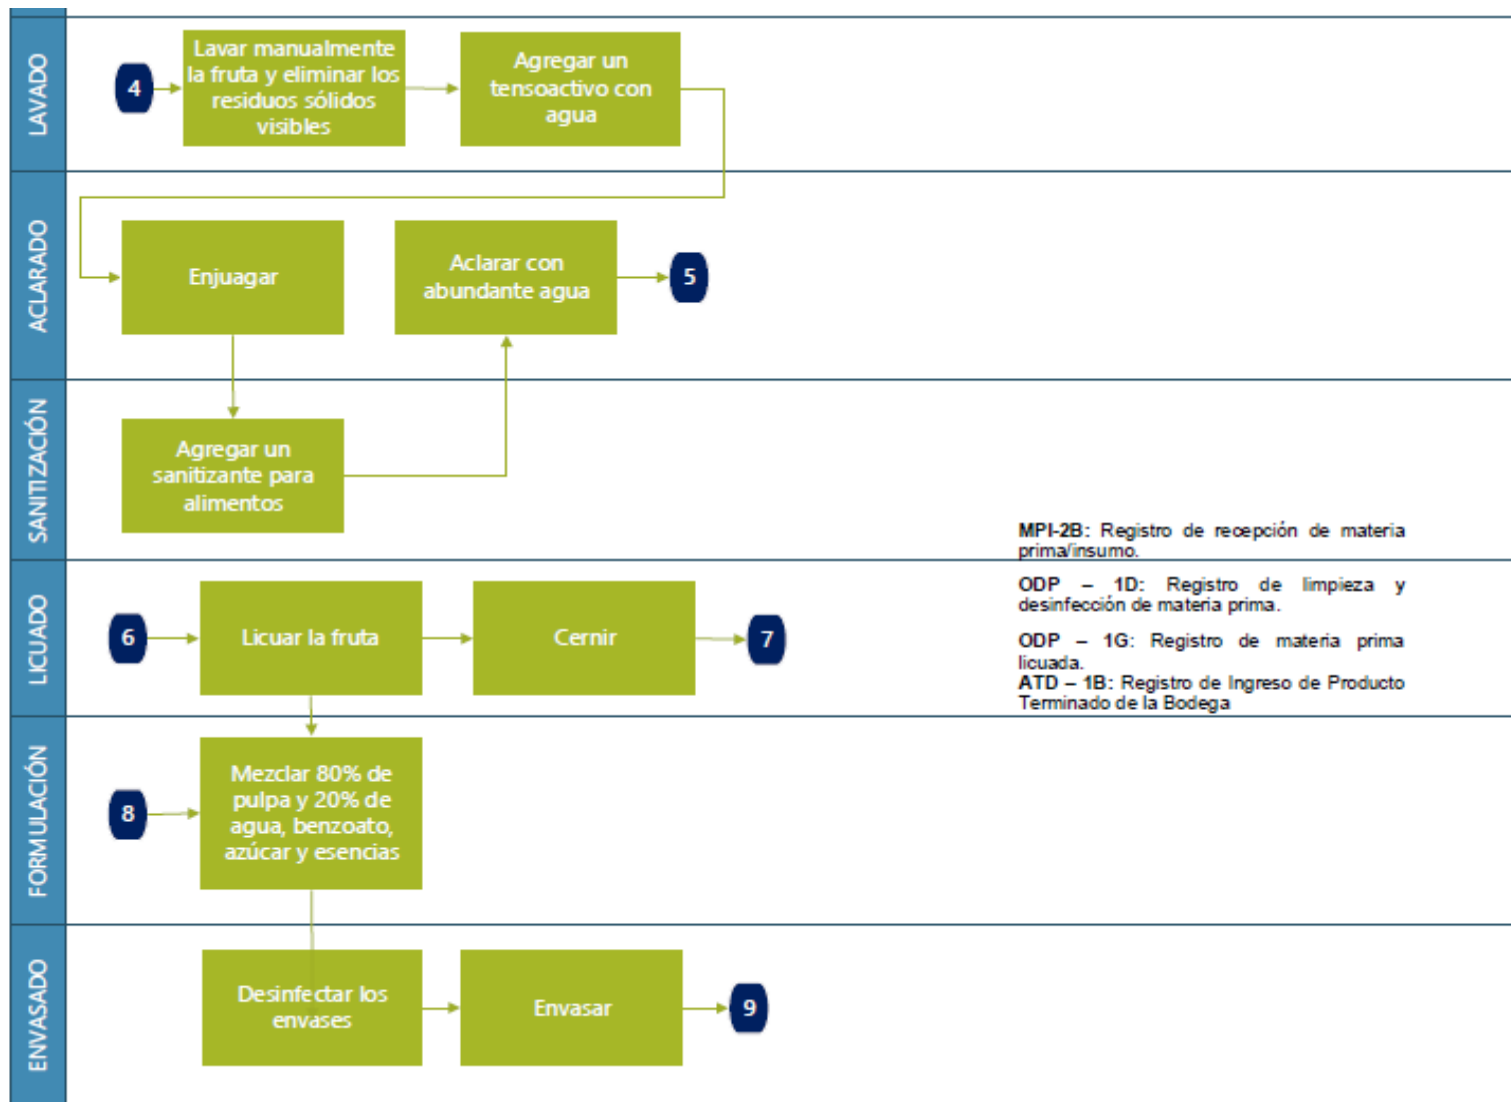 LAVADO
4
Lavar manualmente
la fruta y eliminar los
residuos sólidos
visibles
Agregar un
tensoactivo con
agua
ACLARADO
Enjuagar
Aclarar con
abundante agua
5
SANITIZACIÓN
Agregar un
sanitizante para
alimentos
MPI-2B: Registro de recepción de materia
prima/insumo.
ODP – 1D: Registro de limpieza y
desinfección de materia prima.
ODP – 1G: Registro de materia prima
licuada.
ATD – 1B: Registro de Ingreso de Producto
Terminado de la Bodega
LICUADO
6
Licuar la fruta
Cernir
7
FORMULACIÓN
8
Mezclar 80% de
pulpa y 20% de
agua, benzoato,
azúcar y esencias
ENVASADO
Desinfectar los
envases
Envasar
9